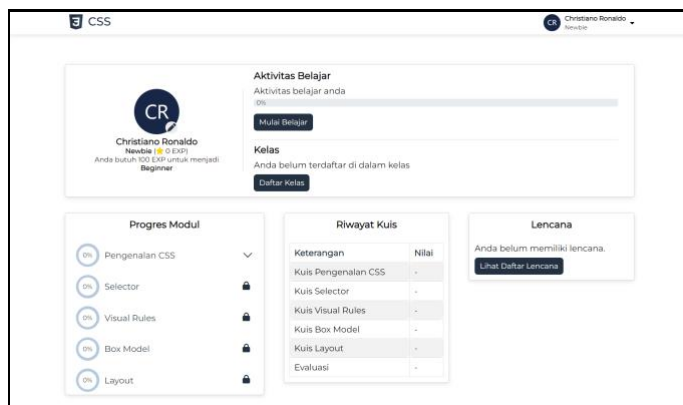 CSS
CR
Christiano Ronaldo
Newbie
CR
Christiano Ronaldo
Newbie (⭐ 0 EXP)
Anda butuh 100 EXP untuk menjadi
Beginner
Aktivitas Belajar
Aktivitas belajar anda
0%
Mulai Belajar
Kelas
Anda belum terdaftar di dalam kelas
Daftar Kelas
Progres Modul
0% Pengenalan CSS
0% Selector
0% Visual Rules
0% Box Model
0% Layout
Riwayat Kuis
Keterangan Nilai
Kuis Pengenalan CSS -
Kuis Selector -
Kuis Visual Rules -
Kuis Box Model -
Kuis Layout -
Evaluasi -
Lencana
Anda belum memiliki lencana.
Lihat Daftar Lencana